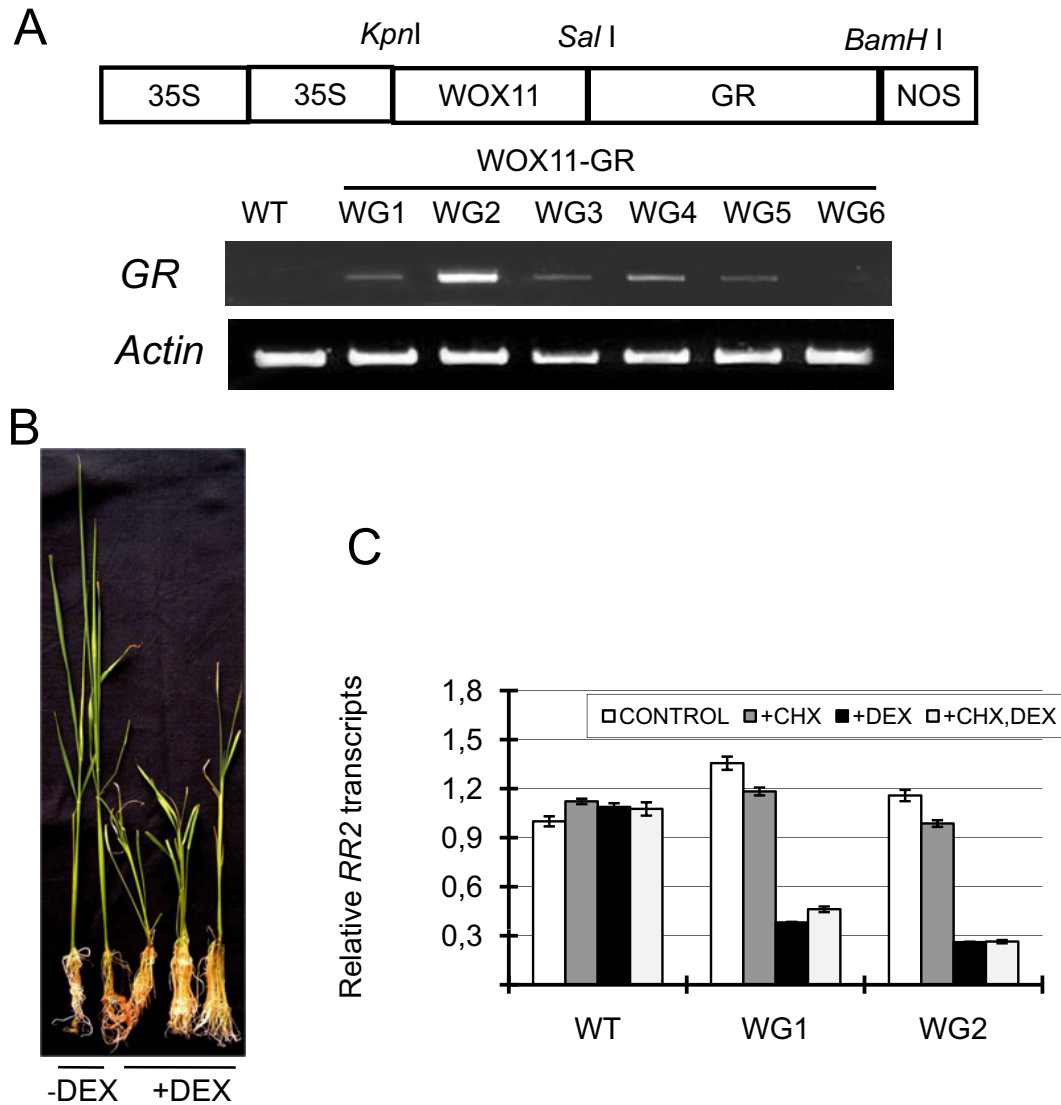 A
KpnI Sal I BamH I
35S 35S WOX11 GR NOS
WOX11-GR
WT WG1 WG2 WG3 WG4 WG5 WG6
GR
Actin
B
-DEX +DEX
C
Relative RR2 transcripts
1,8
1,5
1,2
0,9
0,6
0,3
CONTROL +CHX +DEX +CHX,DEX
WT WG1 WG2